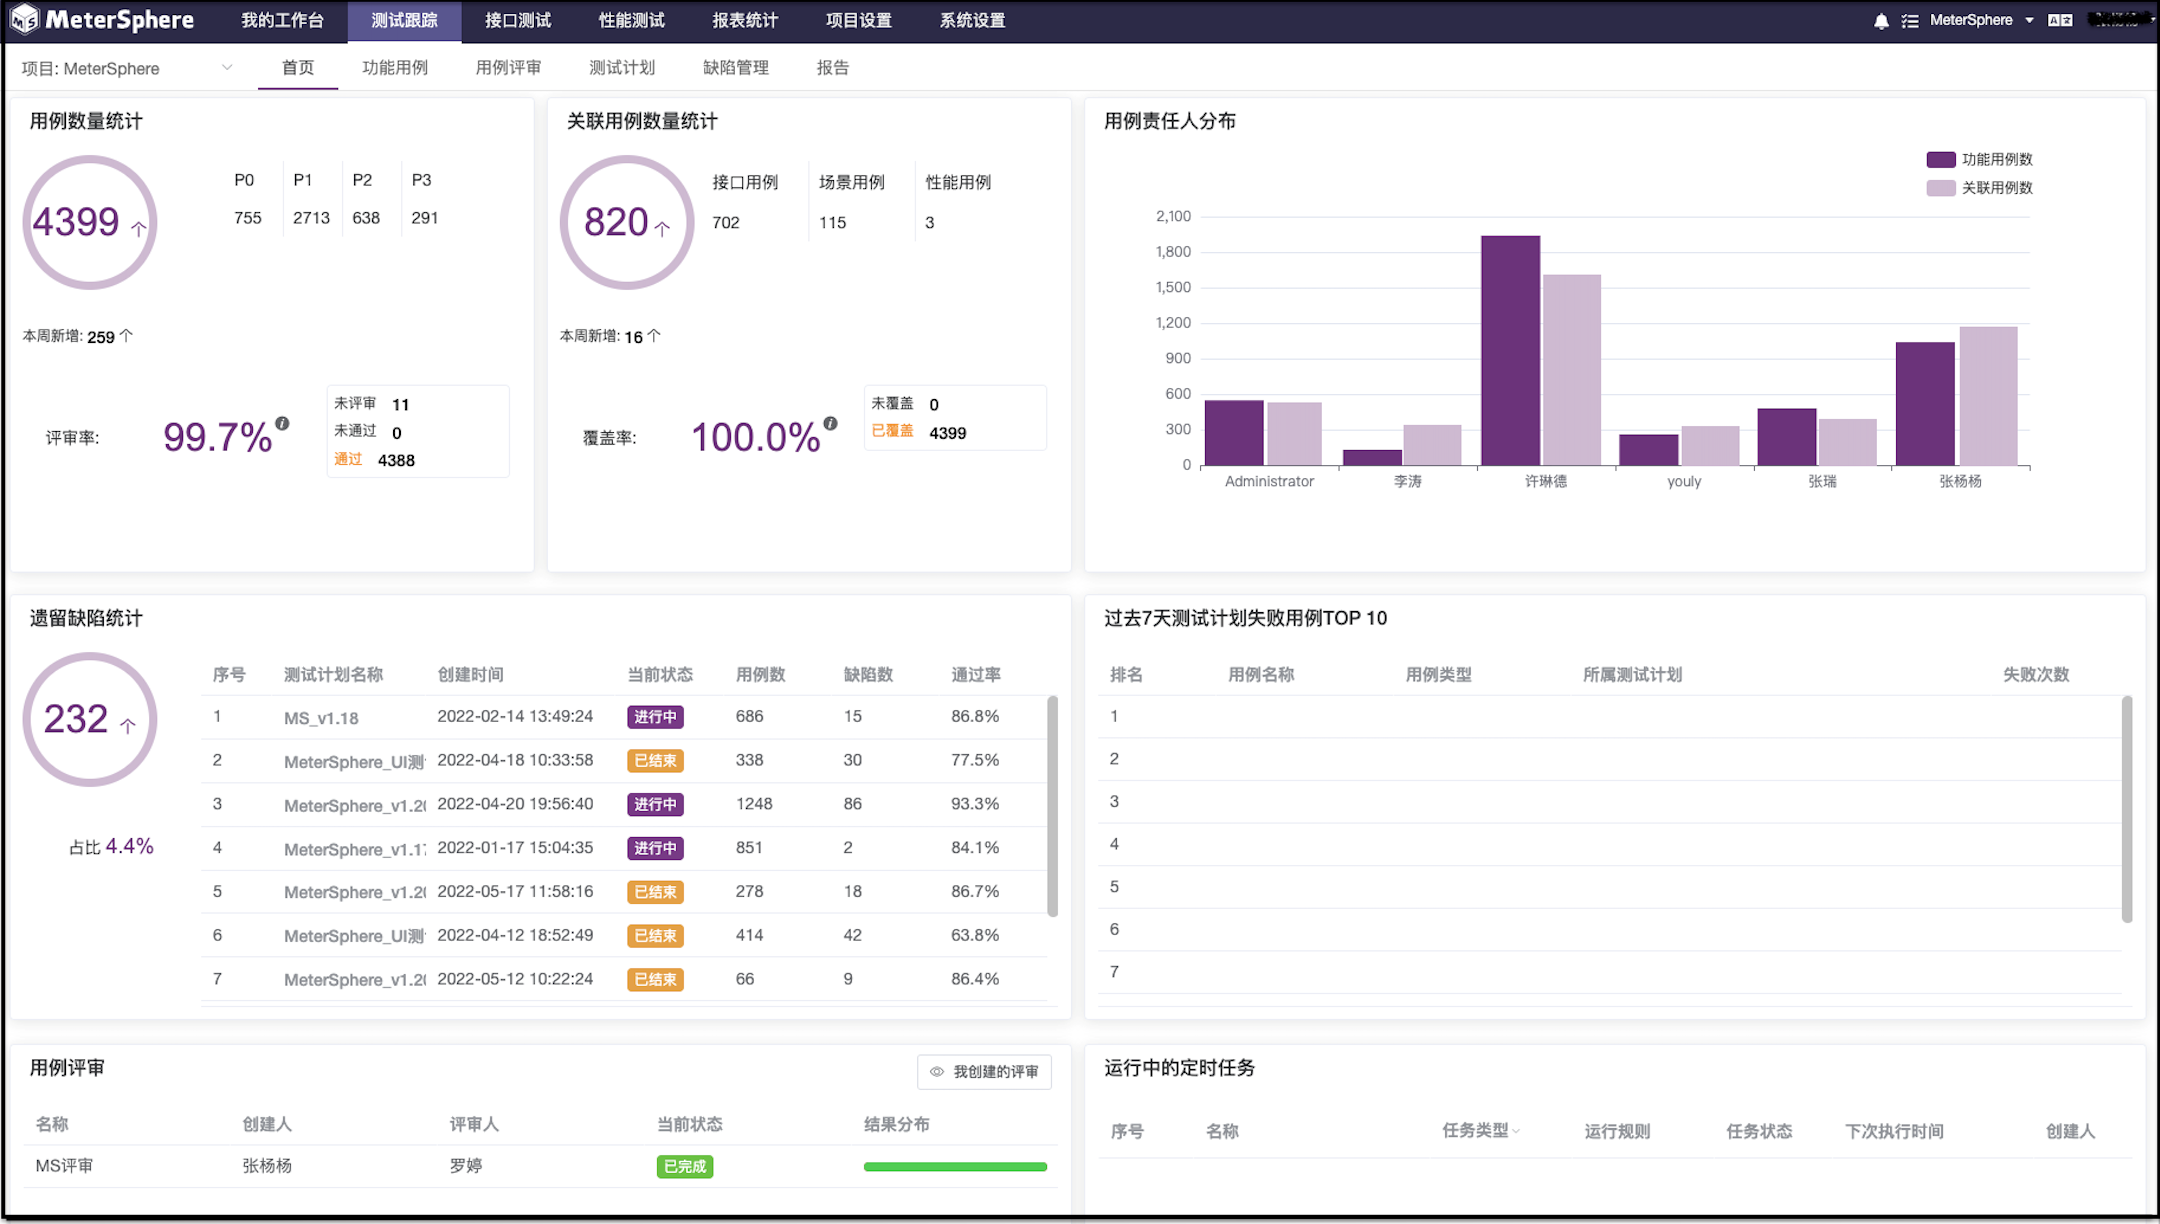 MeterSphere 我的工作台 测试跟踪 接口测试 性能测试 报表统计 项目设置 系统设置 MeterSphere
项目: MeterSphere 首页 功能用例 用例评审 测试计划 缺陷管理 报告
用例数量统计
4399 个
P0 P1 P2 P3
755 2713 638 291
本周新增: 259 个
评审率: 99.7%
未评审 11
未通过 0
通过 4388
关联用例数量统计
820 个
接口用例 场景用例 性能用例
702 115 3
本周新增: 16 个
覆盖率: 100.0%
未覆盖 0
已覆盖 4399
用例责任人分布
功能用例数
关联用例数
2,100
1,800
1,500
1,200
900
600
300
0
Administrator 李涛 许琳德 youly 张瑞 张杨杨
遗留缺陷统计
232 个
占比 4.4%
序号 测试计划名称 创建时间 当前状态 用例数 缺陷数 通过率
1 MS_v1.18 2022-02-14 13:49:24 进行中 686 15 86.8%
2 MeterSphere_UI测 2022-04-18 10:33:58 已结束 338 30 77.5%
3 MeterSphere_v1.20 2022-04-20 19:56:40 进行中 1248 86 93.3%
4 MeterSphere_v1.17 2022-01-17 15:04:35 进行中 851 2 84.1%
5 MeterSphere_v1.20 2022-05-17 11:58:16 已结束 278 18 86.7%
6 MeterSphere_UI测 2022-04-12 18:52:49 已结束 414 42 63.8%
7 MeterSphere_v1.20 2022-05-12 10:22:24 已结束 66 9 86.4%
过去7天测试计划失败用例TOP 10
排名 用例名称 用例类型 所属测试计划 失败次数
1
2
3
4
5
6
7
用例评审
我创建的评审
名称 创建人 评审人 当前状态 结果分布
MS评审 张杨杨 罗婷 已完成
运行中的定时任务
序号 名称 任务类型 运行规则 任务状态 下次执行时间 创建人